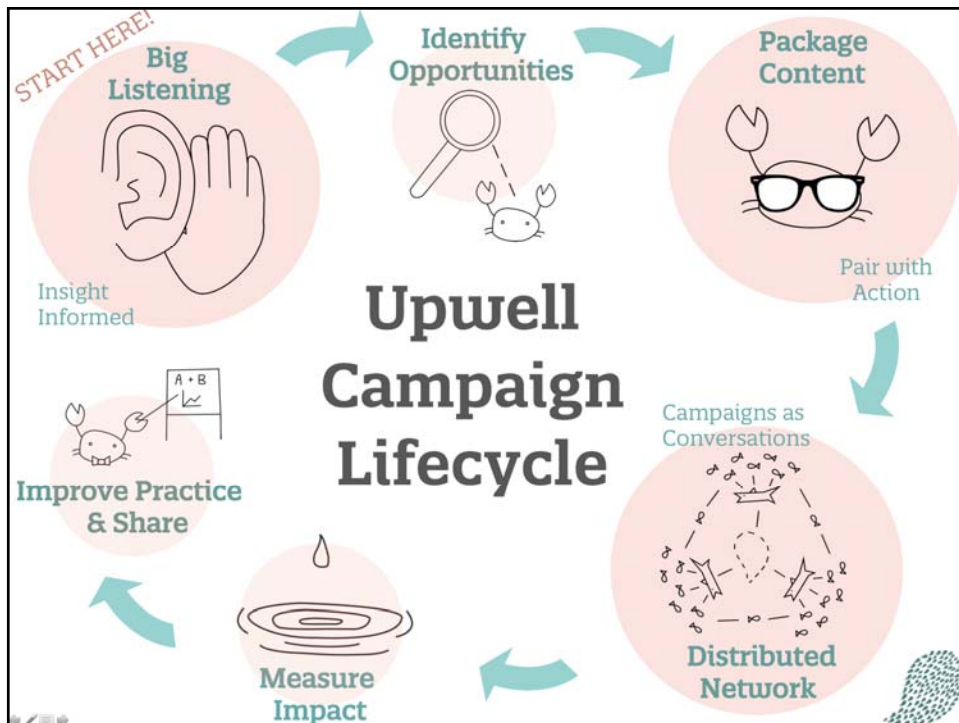 START HERE!
Big
Listening
Insight
Informed
Identify
Opportunities
Package
Content
Pair with
Action
Upwell
Campaign
Lifecycle
Campaigns as
Conversations
Distributed
Network
Measure
Impact
A + B
Improve Practice
& Share